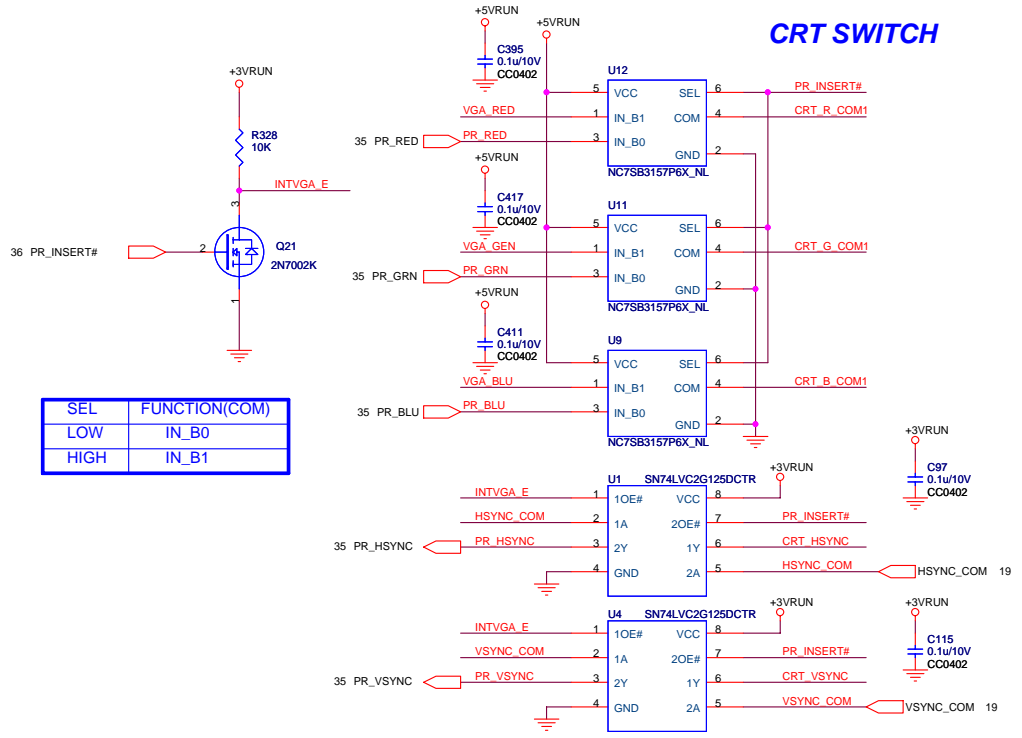 CRT SWITCH
+3VRUN
R328
10K
INTVGA_E
3
36 PR_INSERT#
2
Q21
2N7002K
1
SEL FUNCTION(COM)
LOW IN_B0
HIGH IN_B1
+5VRUN
C395
0.1u/10V
CC0402
+5VRUN
U12
5 VCC SEL 6 PR_INSERT#
VGA_RED 1 IN_B1 COM 4 CRT_R_COM1
35 PR_RED PR_RED 3 IN_B0
GND 2
NC7SB3157P6X_NL
+5VRUN
C417
0.1u/10V
CC0402
U11
5 VCC SEL 6
VGA_GEN 1 IN_B1 COM 4 CRT_G_COM1
35 PR_GRN PR_GRN 3 IN_B0
GND 2
NC7SB3157P6X_NL
+5VRUN
C411
0.1u/10V
CC0402
U9
5 VCC SEL 6
VGA_BLU 1 IN_B1 COM 4 CRT_B_COM1
35 PR_BLU PR_BLU 3 IN_B0
GND 2
NC7SB3157P6X_NL
U1 SN74LVC2G125DCTR
+3VRUN
INTVGA_E 1 1OE# VCC 8
HSYNC_COM 2 1A 2OE# 7 PR_INSERT#
35 PR_HSYNC PR_HSYNC 3 2Y 1Y 6 CRT_HSYNC
4 GND 2A 5 HSYNC_COM HSYNC_COM 19
+3VRUN
C97
0.1u/10V
CC0402
U4 SN74LVC2G125DCTR
+3VRUN
INTVGA_E 1 1OE# VCC 8
VSYNC_COM 2 1A 2OE# 7 PR_INSERT#
35 PR_VSYNC PR_VSYNC 3 2Y 1Y 6 CRT_VSYNC
4 GND 2A 5 VSYNC_COM VSYNC_COM 19
+3VRUN
C115
0.1u/10V
CC0402